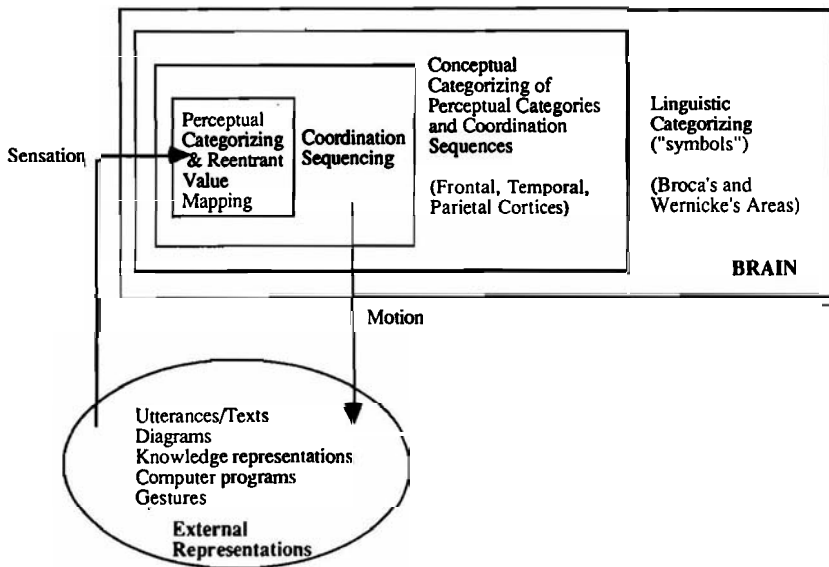 Sensation
Perceptual
Categorizing
& Reentrant
Value
Mapping
Coordination
Sequencing
Conceptual
Categorizing of
Perceptual Categories
and Coordination
Sequences
(Frontal, Temporal,
Parietal Cortices)
Linguistic
Categorizing
("symbols")
(Broca's and
Wernicke's Areas)
BRAIN
Motion
Utterances/Texts
Diagrams
Knowledge representations
Computer programs
Gestures
External
Representations